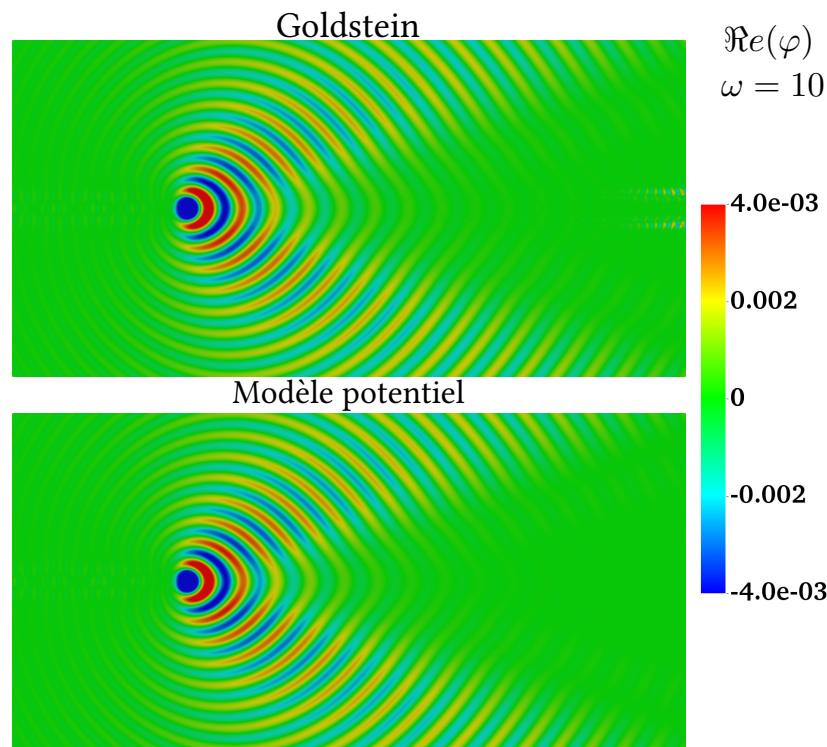 Goldstein
ℜe(φ)
ω = 10
4.0e-03
0.002
0
-0.002
-4.0e-03
Modèle potentiel